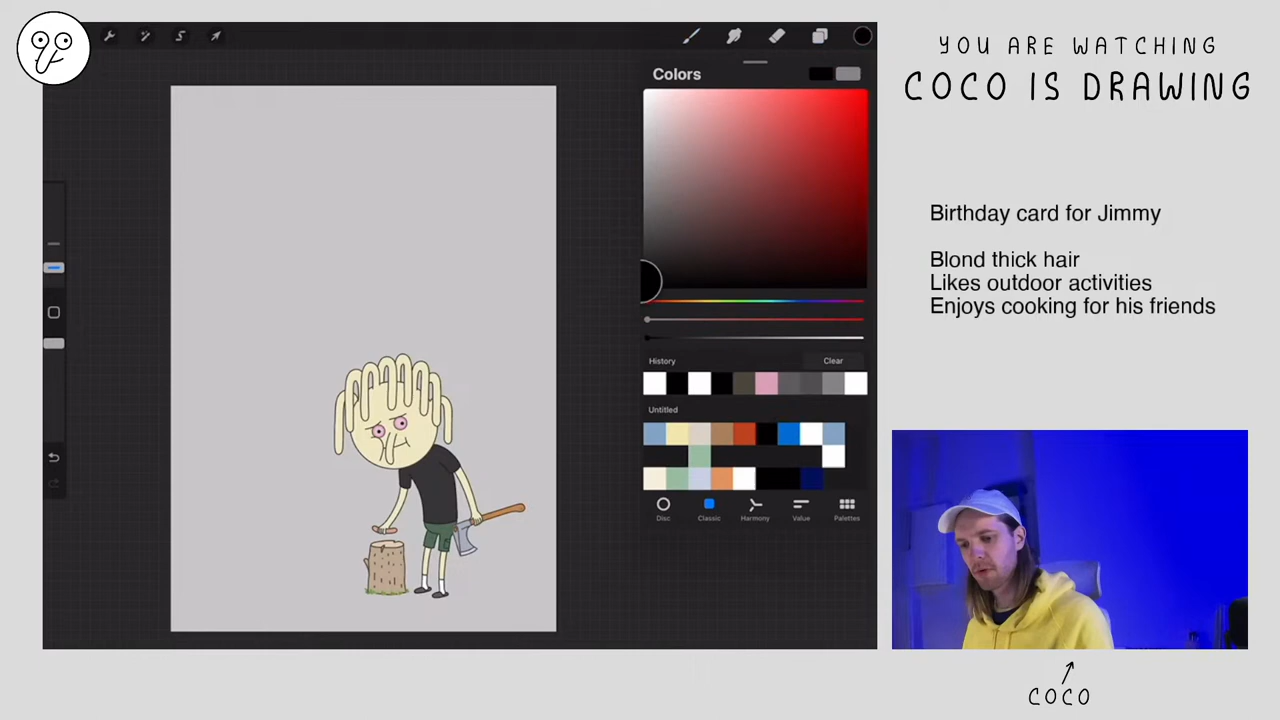 YOU ARE WATCHING
COCO IS DRAWING
Colors
Birthday card for Jimmy
Blond thick hair
Likes outdoor activities
Enjoys cooking for his friends
History
Clear
Untitled
Disc
Classic
Harmony
Value
Palettes
COCO